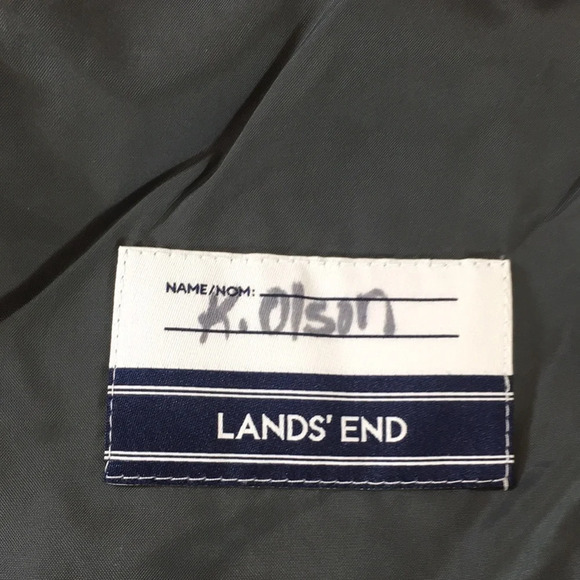 NAME/NOM:
K. Olson
LANDS' END